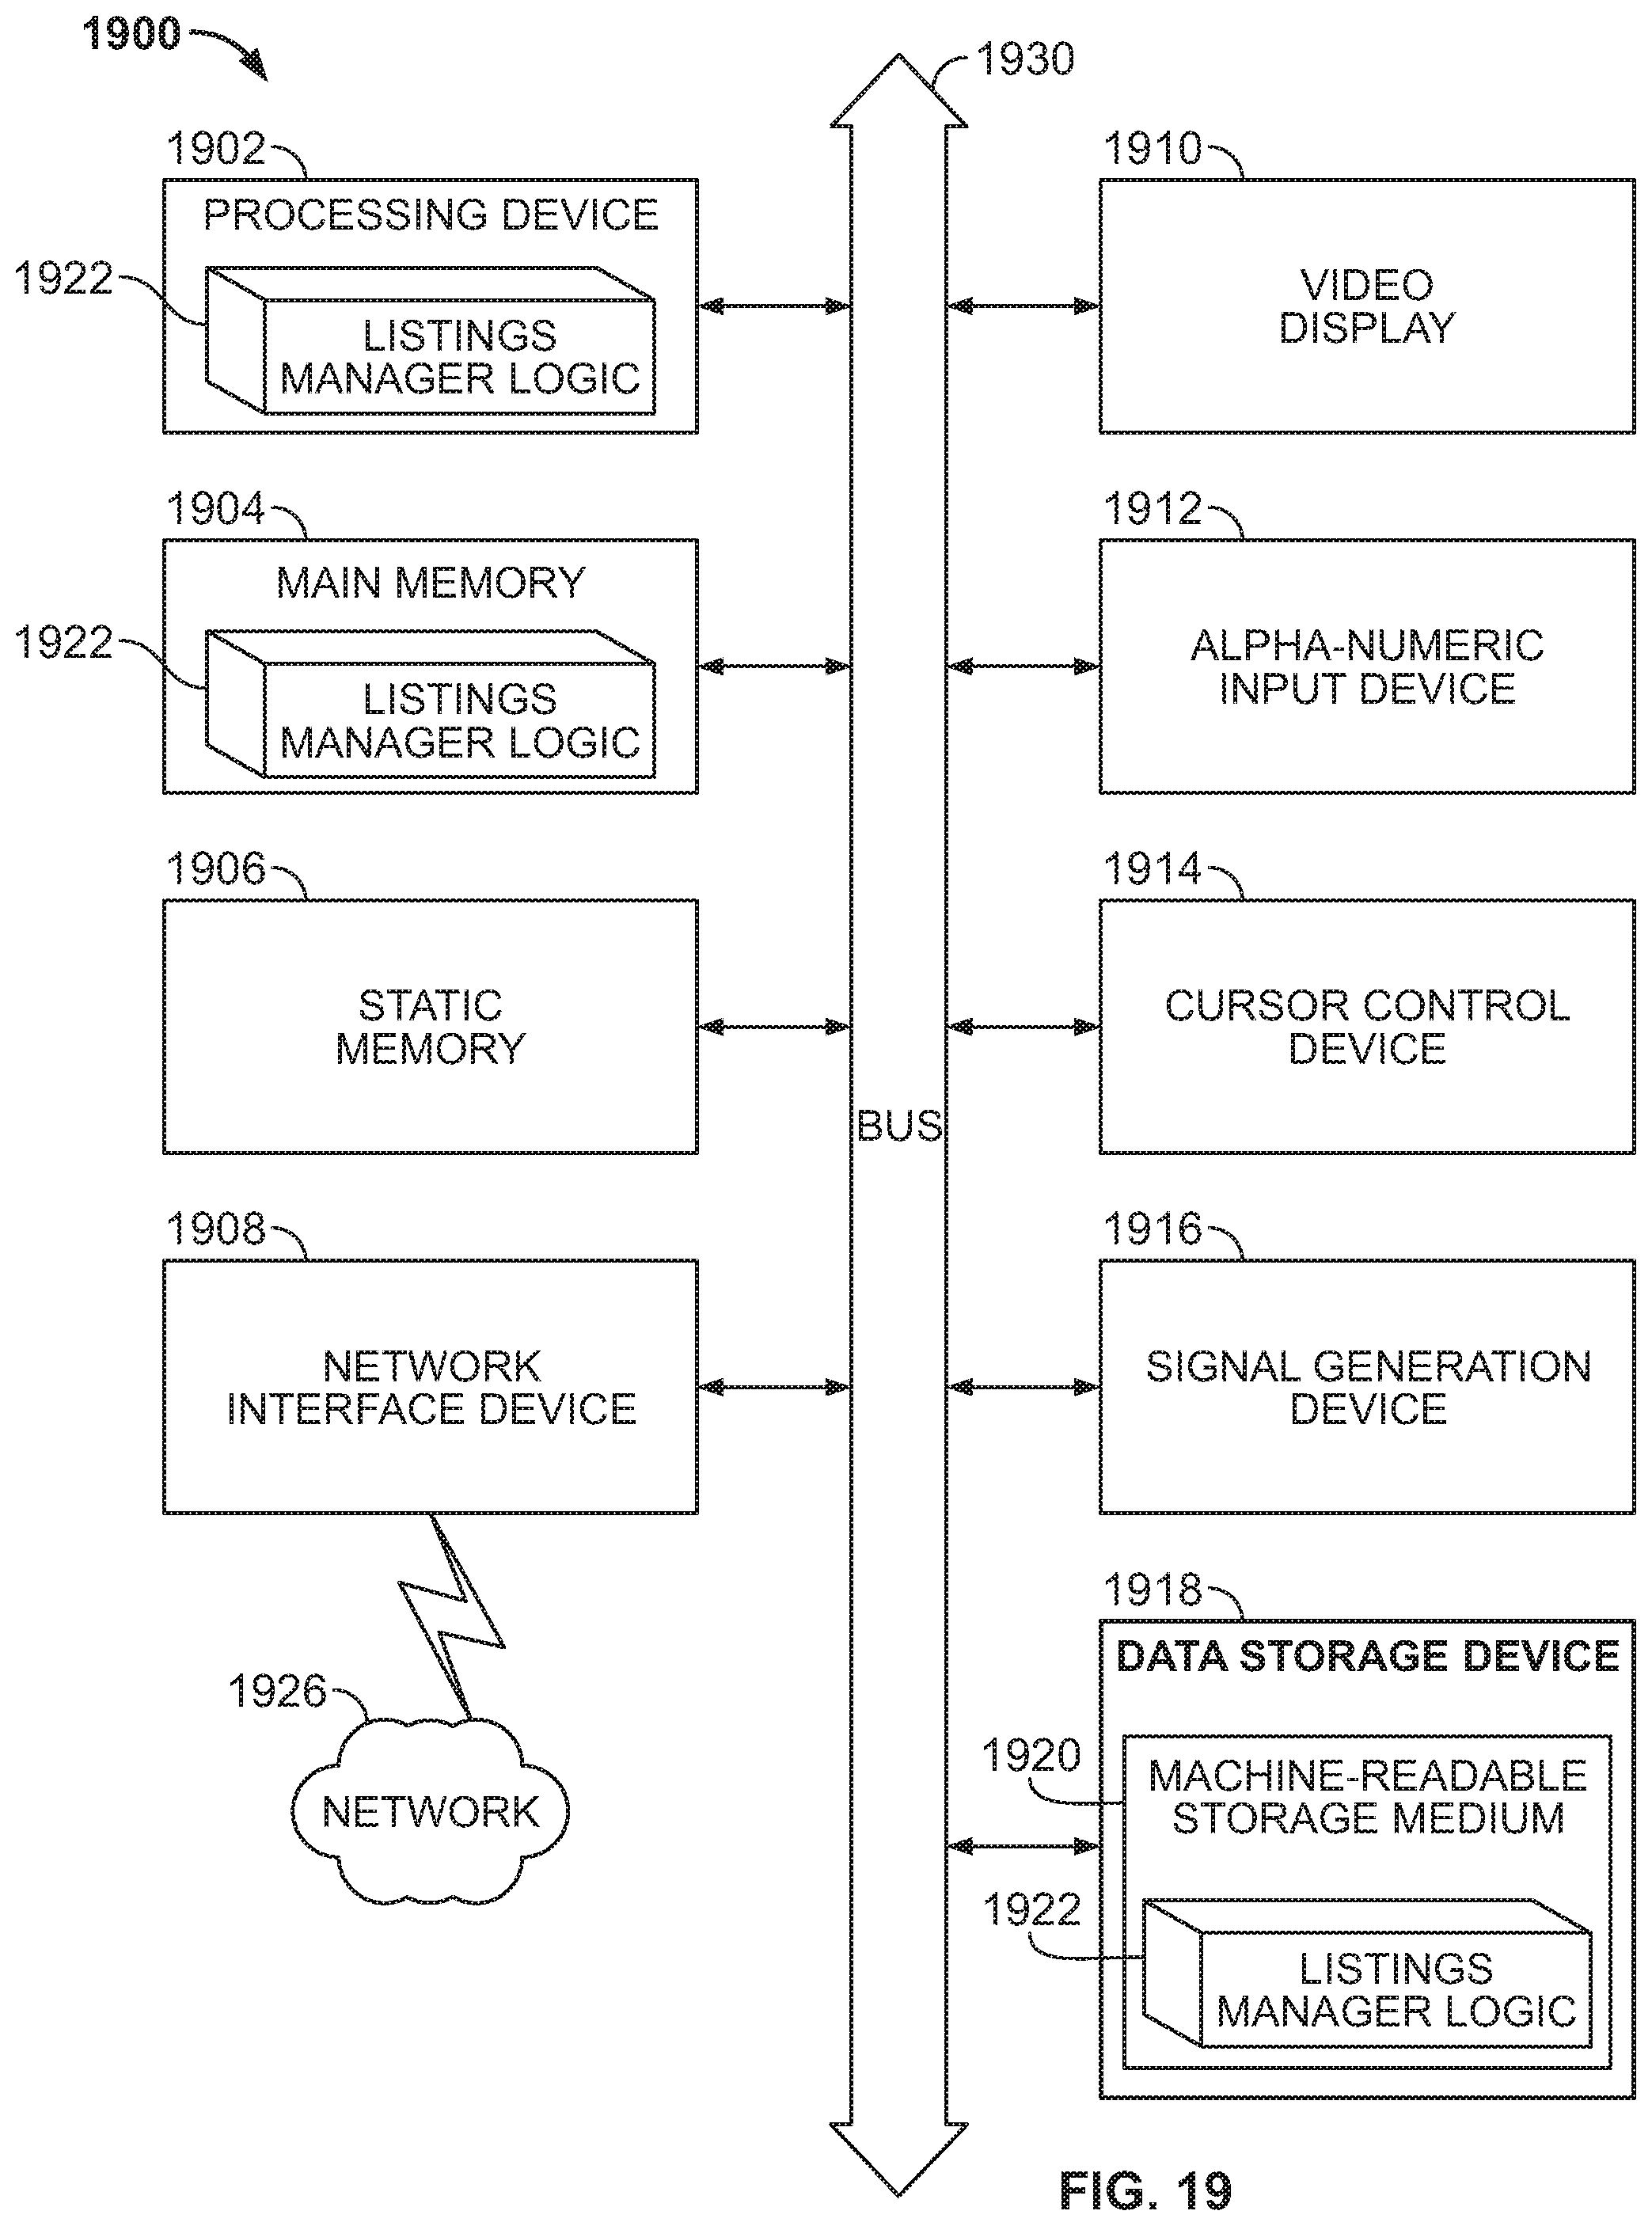 1900
1930
1902
PROCESSING DEVICE
1922
LISTINGS
MANAGER LOGIC
1910
VIDEO
DISPLAY
1904
MAIN MEMORY
1922
LISTINGS
MANAGER LOGIC
1912
ALPHA-NUMERIC
INPUT DEVICE
1906
STATIC
MEMORY
1914
CURSOR CONTROL
DEVICE
BUS
1908
NETWORK
INTERFACE DEVICE
1916
SIGNAL GENERATION
DEVICE
1926
NETWORK
1918
DATA STORAGE DEVICE
1920
MACHINE-READABLE
STORAGE MEDIUM
1922
LISTINGS
MANAGER LOGIC
FIG. 19